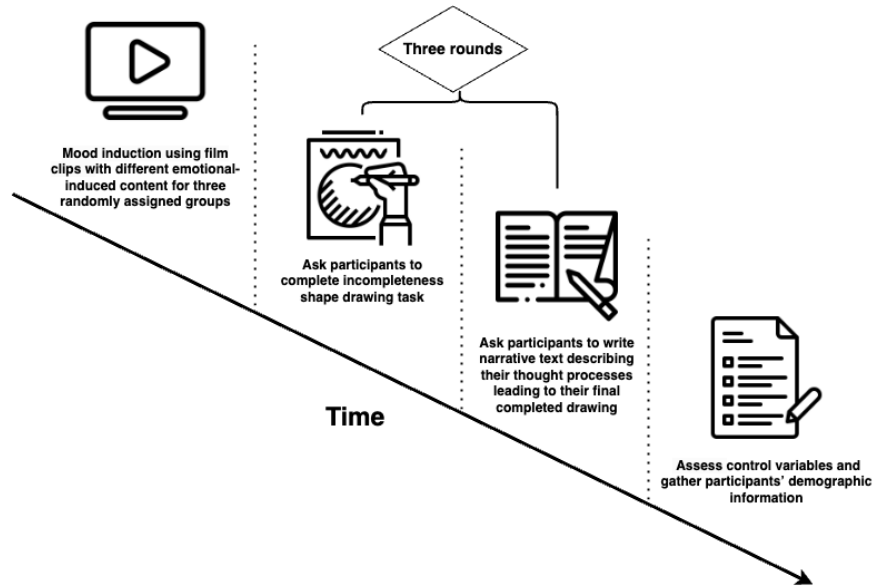 Three rounds
Mood induction using film
clips with different emotional-
induced content for three
randomly assigned groups
Ask participants to
complete incompleteness
shape drawing task
Ask participants to write
narrative text describing
their thought processes
leading to their final
completed drawing
Time
Assess control variables and
gather participants’ demographic
information